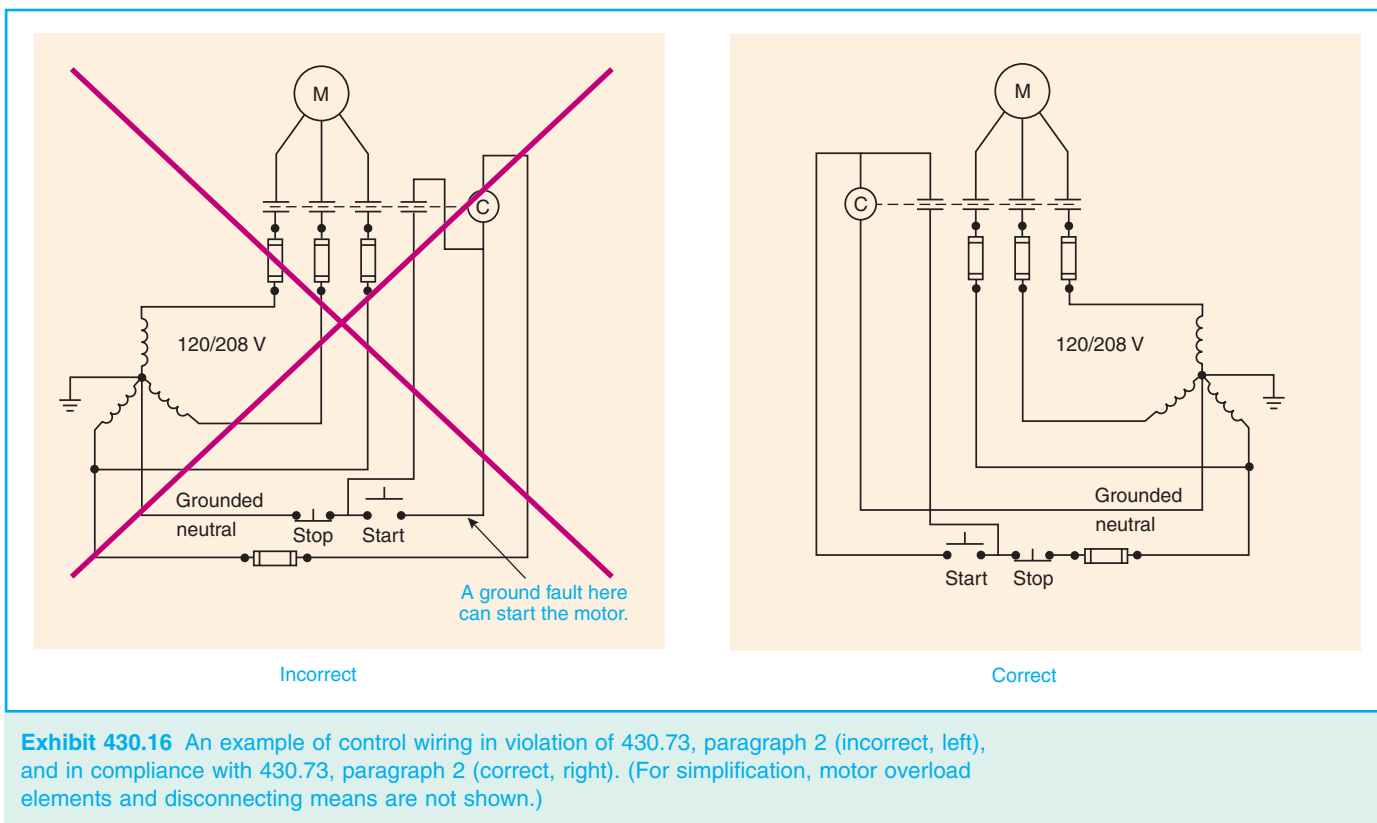 M
C
120/208 V
Grounded
neutral
Stop
Start
A ground fault here
can start the motor.
Incorrect
M
C
120/208 V
Grounded
neutral
Start
Stop
Correct
Exhibit 430.16 An example of control wiring in violation of 430.73, paragraph 2 (incorrect, left),
and in compliance with 430.73, paragraph 2 (correct, right). (For simplification, motor overload
elements and disconnecting means are not shown.)